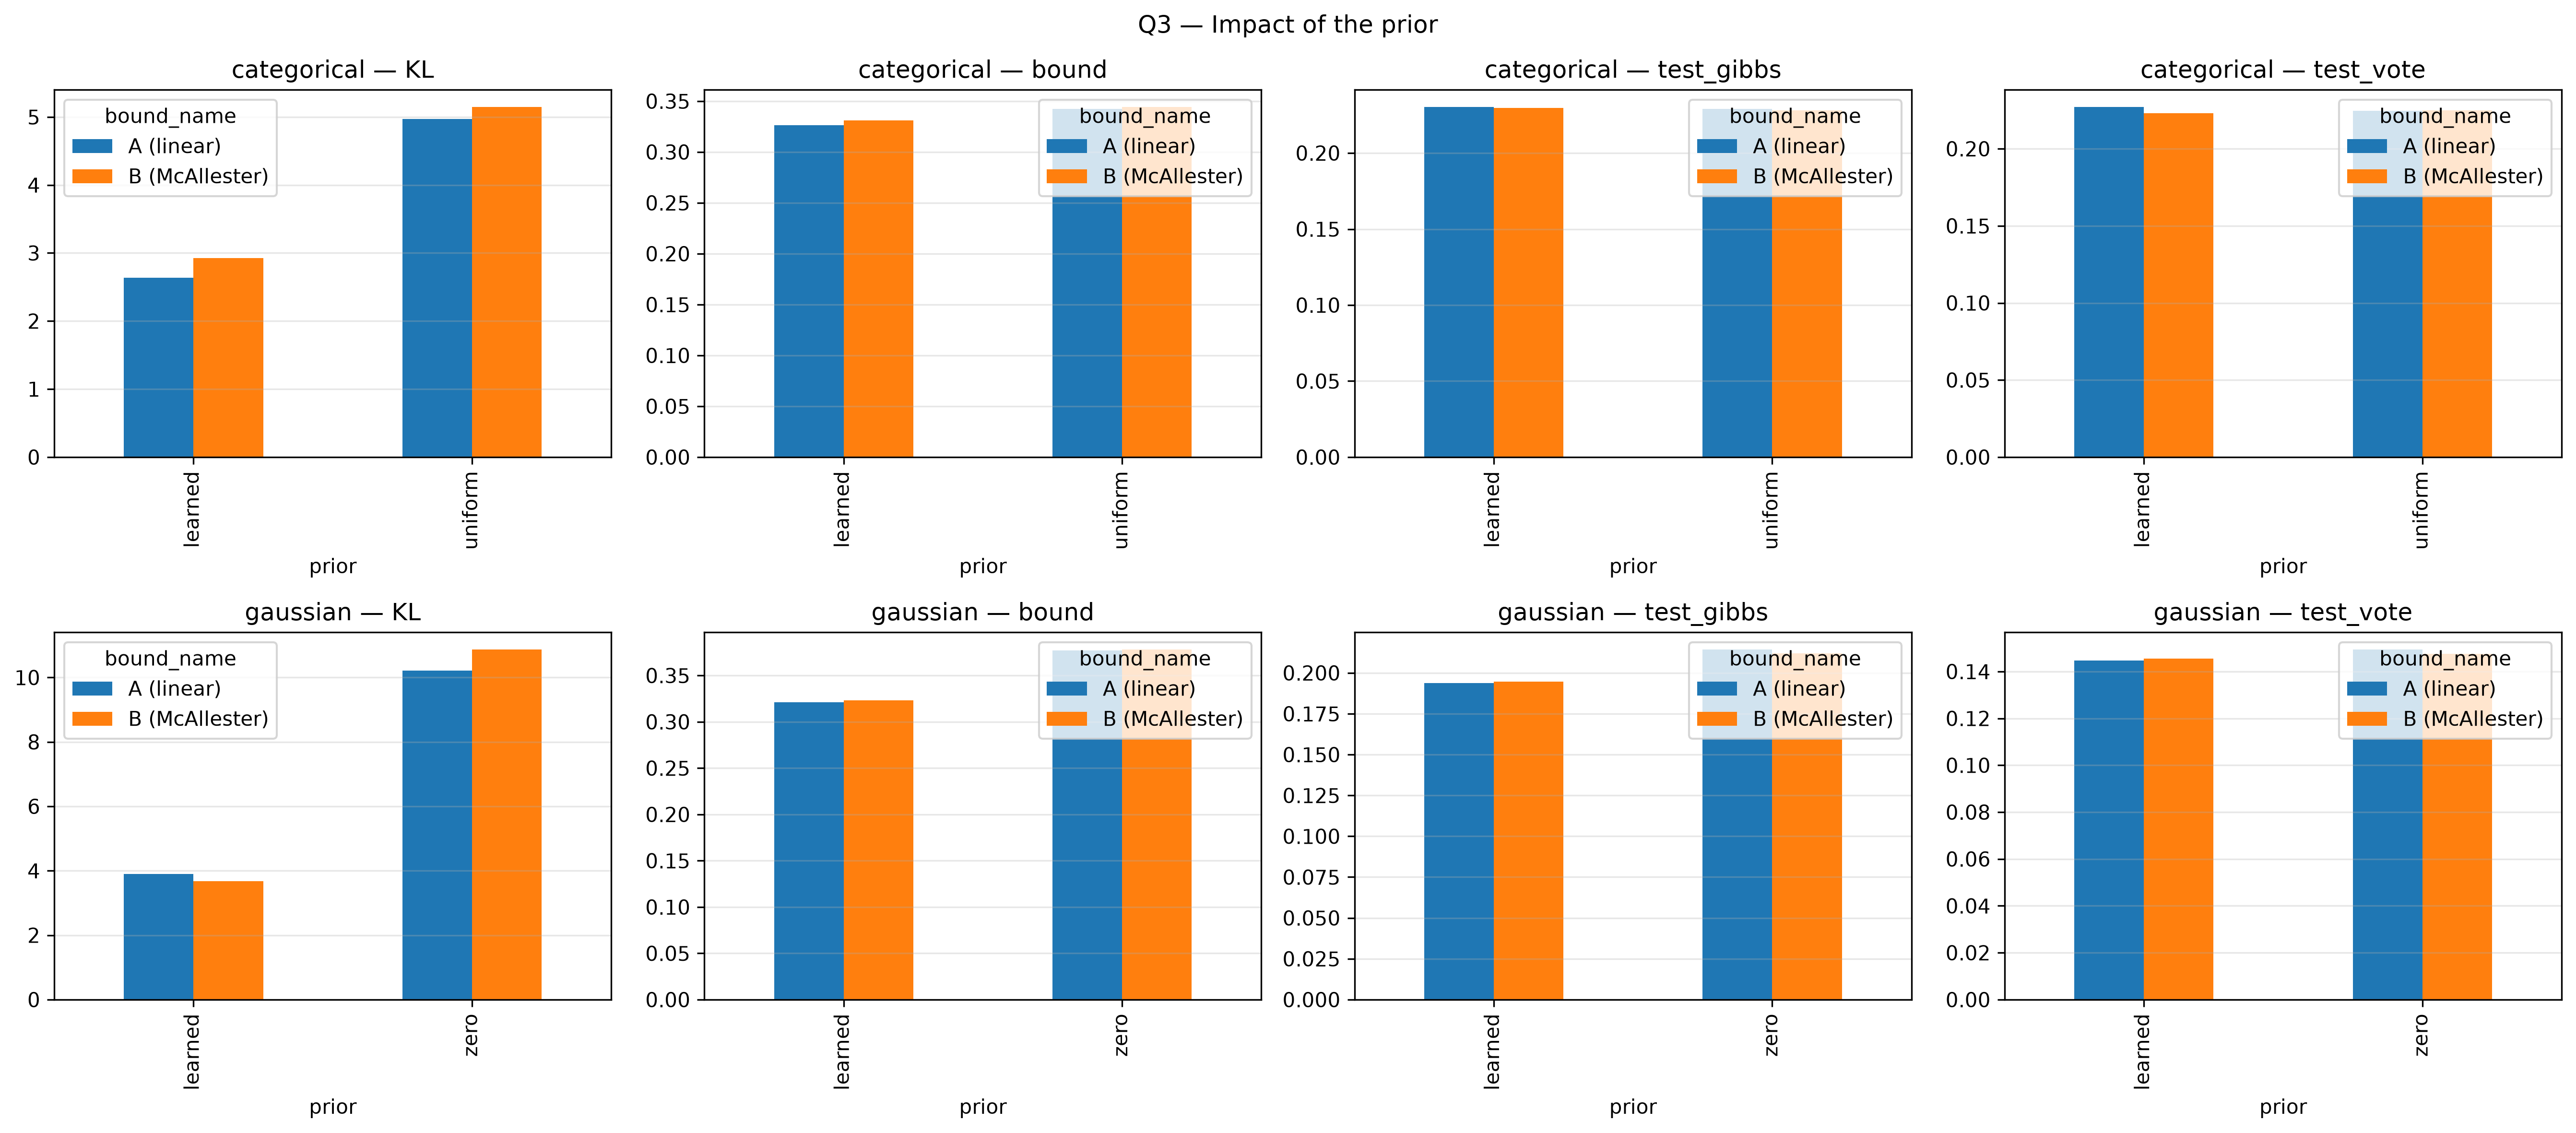 Q3 — Impact of the prior
categorical — KL
5
4
3
2
1
0
bound_name
A (linear)
B (McAllester)
learned
uniform
prior
categorical — bound
0.35
0.30
0.25
0.20
0.15
0.10
0.05
0.00
bound_name
A (linear)
B (McAllester)
learned
uniform
prior
categorical — test_gibbs
0.20
0.15
0.10
0.05
0.00
bound_name
A (linear)
B (McAllester)
learned
uniform
prior
categorical — test_vote
0.20
0.15
0.10
0.05
0.00
bound_name
A (linear)
B (McAllester)
learned
uniform
prior
gaussian — KL
10
8
6
4
2
0
bound_name
A (linear)
B (McAllester)
learned
zero
prior
gaussian — bound
0.35
0.30
0.25
0.20
0.15
0.10
0.05
0.00
bound_name
A (linear)
B (McAllester)
learned
zero
prior
gaussian — test_gibbs
0.200
0.175
0.150
0.125
0.100
0.075
0.050
0.025
0.000
bound_name
A (linear)
B (McAllester)
learned
zero
prior
gaussian — test_vote
0.14
0.12
0.10
0.08
0.06
0.04
0.02
0.00
bound_name
A (linear)
B (McAllester)
learned
zero
prior